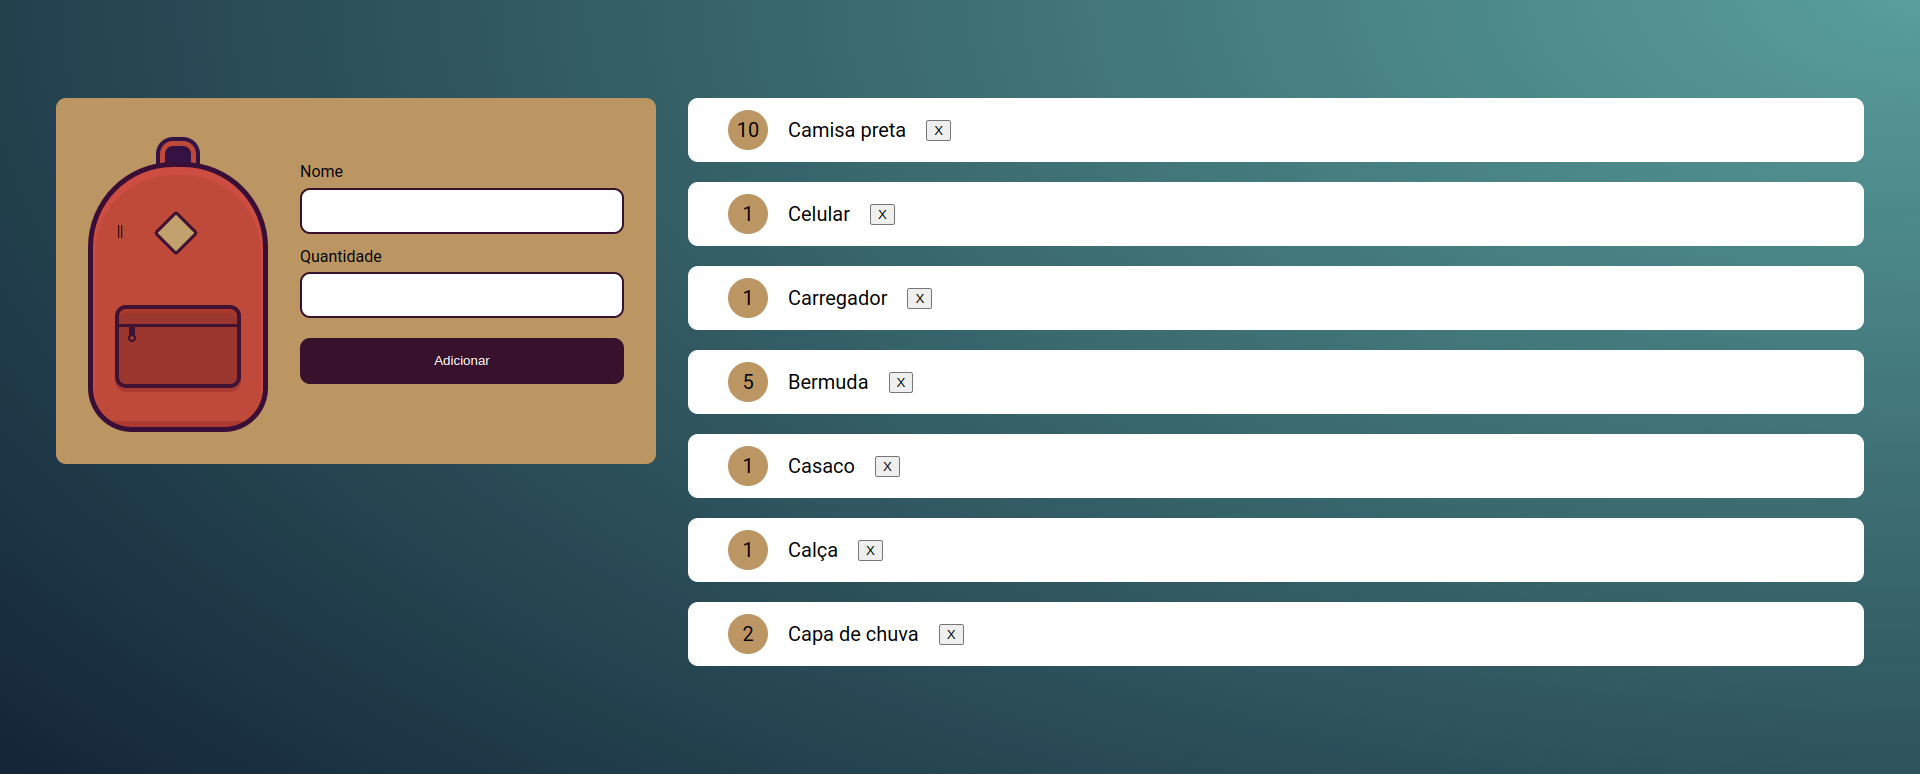 Nome
Quantidade
Adicionar
10 Camisa preta X
1 Celular X
1 Carregador X
5 Bermuda X
1 Casaco X
1 Calça X
2 Capa de chuva X